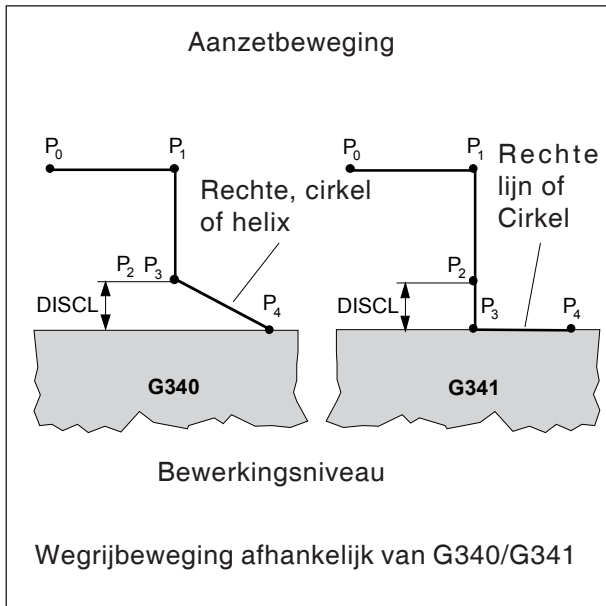 Aanzetbeweging
P0 P1 P0 P1
Rechte, cirkel
of helix
Rechte
lijn of
Cirkel
P2 P3 P2
DISCL P4 DISCL P3 P4
G340 G341
Bewerkingsniveau
Wegrijbeweging afhankelijk van G340/G341